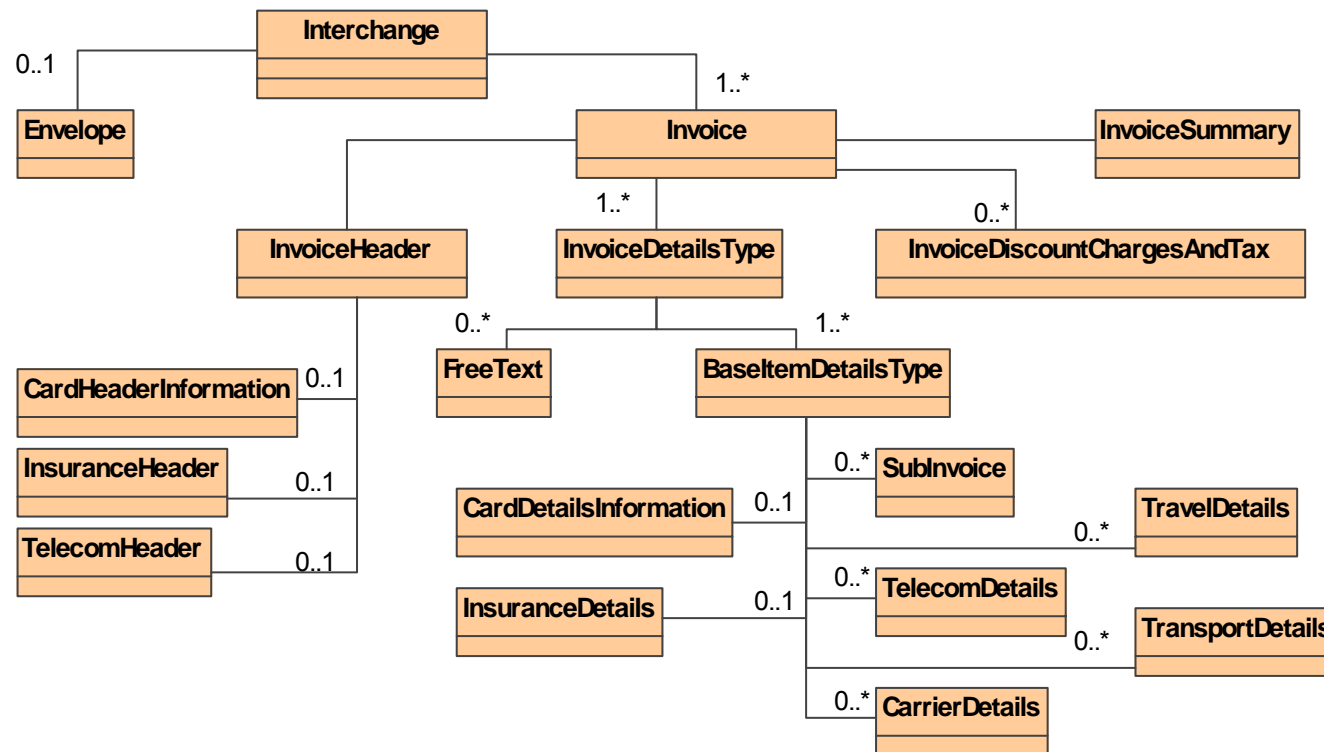 Interchange
0..1
1..*
Envelope
Invoice
InvoiceSummary
1..*
0..*
InvoiceHeader
InvoiceDetailsType
InvoiceDiscountChargesAndTax
0..*
1..*
FreeText
BaseItemDetailsType
CardHeaderInformation
0..1
InsuranceHeader
0..1
TelecomHeader
0..1
0..*
SubInvoice
CardDetailsInformation
0..1
TravelDetails
0..*
0..*
TelecomDetails
InsuranceDetails
0..1
TransportDetails
0..*
0..*
CarrierDetails